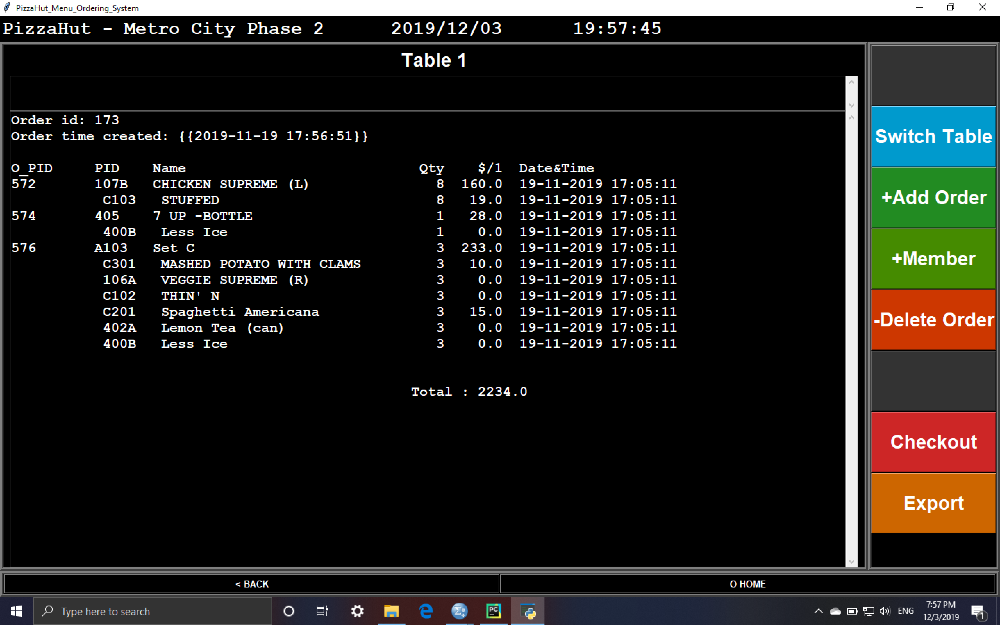 PizzaHut_Menu_Ordering_System
PizzaHut - Metro City Phase 2 2019/12/03 19:57:45
Table 1
Order id: 173
Order time created: {{2019-11-19 17:56:51}}
O_PID PID Name Qty $/1 Date&Time
572 107B CHICKEN SUPREME (L) 8 160.0 19-11-2019 17:05:11
C103 STUFFED 8 19.0 19-11-2019 17:05:11
574 405 7 UP -BOTTLE 1 28.0 19-11-2019 17:05:11
400B Less Ice 1 0.0 19-11-2019 17:05:11
576 A103 Set C 3 233.0 19-11-2019 17:05:11
C301 MASHED POTATO WITH CLAMS 3 10.0 19-11-2019 17:05:11
106A VEGGIE SUPREME (R) 3 0.0 19-11-2019 17:05:11
C102 THIN' N 3 0.0 19-11-2019 17:05:11
C201 Spaghetti Americana 3 15.0 19-11-2019 17:05:11
402A Lemon Tea (can) 3 0.0 19-11-2019 17:05:11
400B Less Ice 3 0.0 19-11-2019 17:05:11
Total : 2234.0
Switch Table
+Add Order
+Member
-Delete Order
Checkout
Export
< BACK
O HOME
Type here to search
PC
ENG
7:57 PM
12/3/2019
1